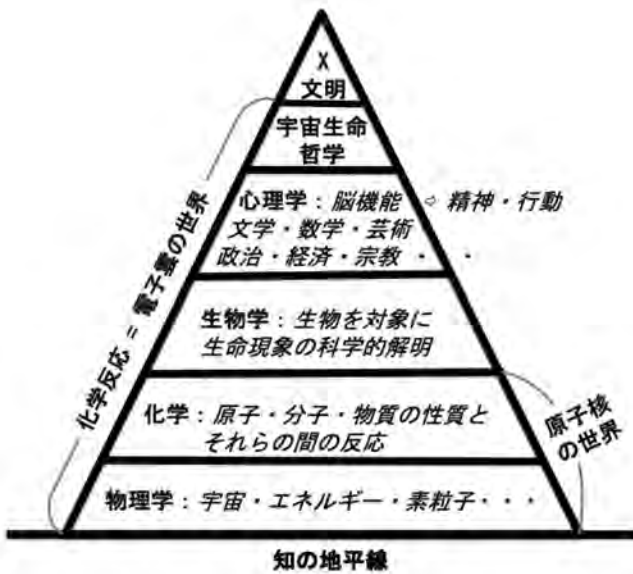 X
文明
宇宙生命
哲学
心理学：脳機能 ⇨ 精神・行動
文学・数学・芸術
政治・経済・宗教・・・
生物学：生物を対象に
生命現象の科学的解明
化学：原子・分子・物質の性質と
それらの間の反応
物理学：宇宙・エネルギー・素粒子・・・
知の地平線
化学反応 = 電子雲の世界
原子核
の世界